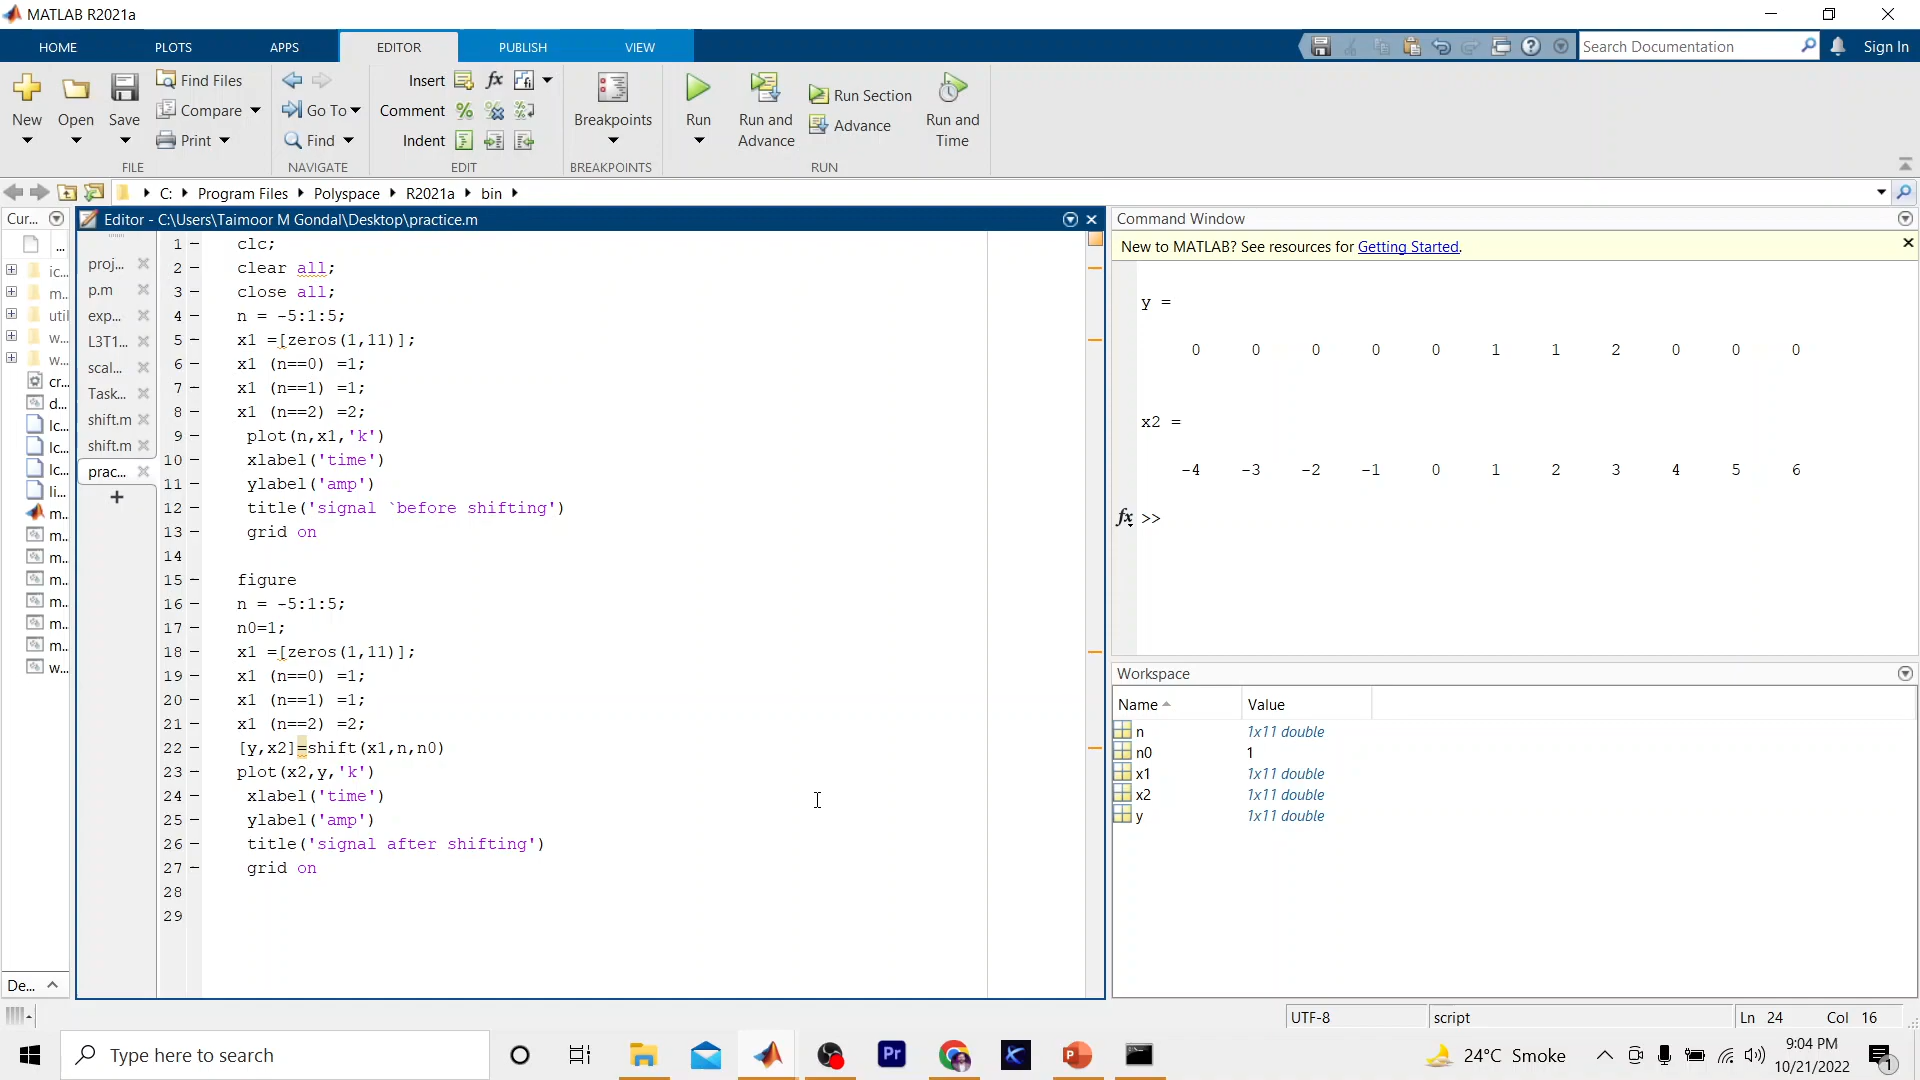 MATLAB R2021a
HOME PLOTS APPS EDITOR PUBLISH VIEW
Search Documentation
Sign In
New
Open
Save
Find Files
Compare
Print
FILE
Go To
Find
NAVIGATE
Insert
Comment
Indent
EDIT
Breakpoints
BREAKPOINTS
Run
Run and Advance
Run Section
Advance
Run and Time
RUN
C: Program Files Polyspace R2021a bin
Cur...
...
ic...
m...
util
w...
w...
cr...
d...
lc...
lc...
lc...
li...
m...
m...
m...
m...
m...
m...
m...
w...
De...
Editor - C:\Users\Taimoor M Gondal\Desktop\practice.m
proj...
p.m
exp...
L3T1...
scal...
Task...
shift.m
shift.m
prac...
1 clc;
2 clear all;
3 close all;
4 n = -5:1:5;
5 x1 =[zeros(1,11)];
6 x1 (n==0) =1;
7 x1 (n==1) =1;
8 x1 (n==2) =2;
9 plot(n,x1,'k')
10 xlabel('time')
11 ylabel('amp')
12 title('signal `before shifting')
13 grid on
14
15 figure
16 n = -5:1:5;
17 n0=1;
18 x1 =[zeros(1,11)];
19 x1 (n==0) =1;
20 x1 (n==1) =1;
21 x1 (n==2) =2;
22 [y,x2]=shift(x1,n,n0)
23 plot(x2,y,'k')
24 xlabel('time')
25 ylabel('amp')
26 title('signal after shifting')
27 grid on
28
29
Command Window
New to MATLAB? See resources for Getting Started.
y =
0 0 0 0 0 1 1 2 0 0 0
x2 =
-4 -3 -2 -1 0 1 2 3 4 5 6
fx >>
Workspace
Name Value
n 1x11 double
n0 1
x1 1x11 double
x2 1x11 double
y 1x11 double
UTF-8 script Ln 24 Col 16
Type here to search
Pr
24°C Smoke
9:04 PM
10/21/2022
1